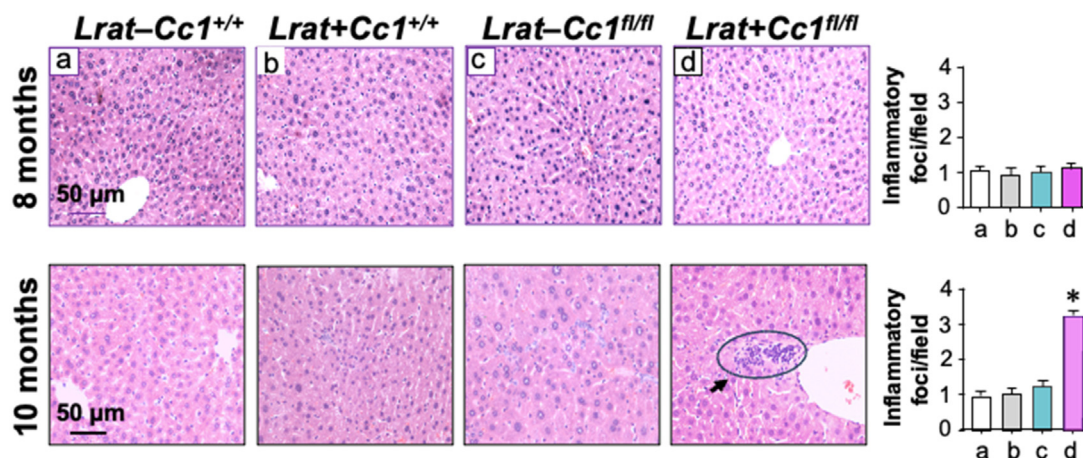 Lrat–Cc1+/+ Lrat+Cc1+/+ Lrat–Cc1fl/fl Lrat+Cc1fl/fl
8 months
a
b
c
d
50 µm
Inflammatory
foci/field
4
3
2
1
0
a b c d
10 months
50 µm
Inflammatory
foci/field
4
3
2
1
0
*
a b c d